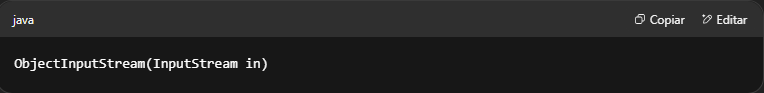 java
Copiar
Editar
ObjectInputStream(InputStream in)